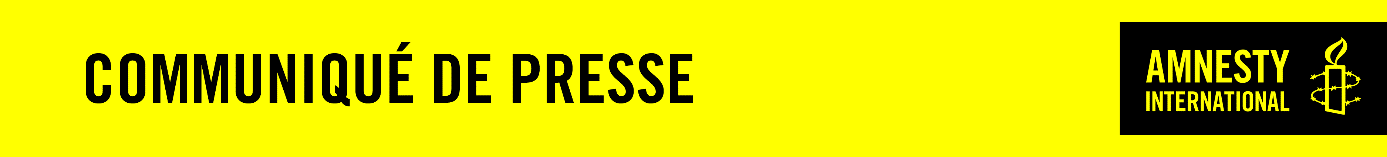 COMMUNIQUÉ DE PRESSE
AMNESTY
INTERNATIONAL